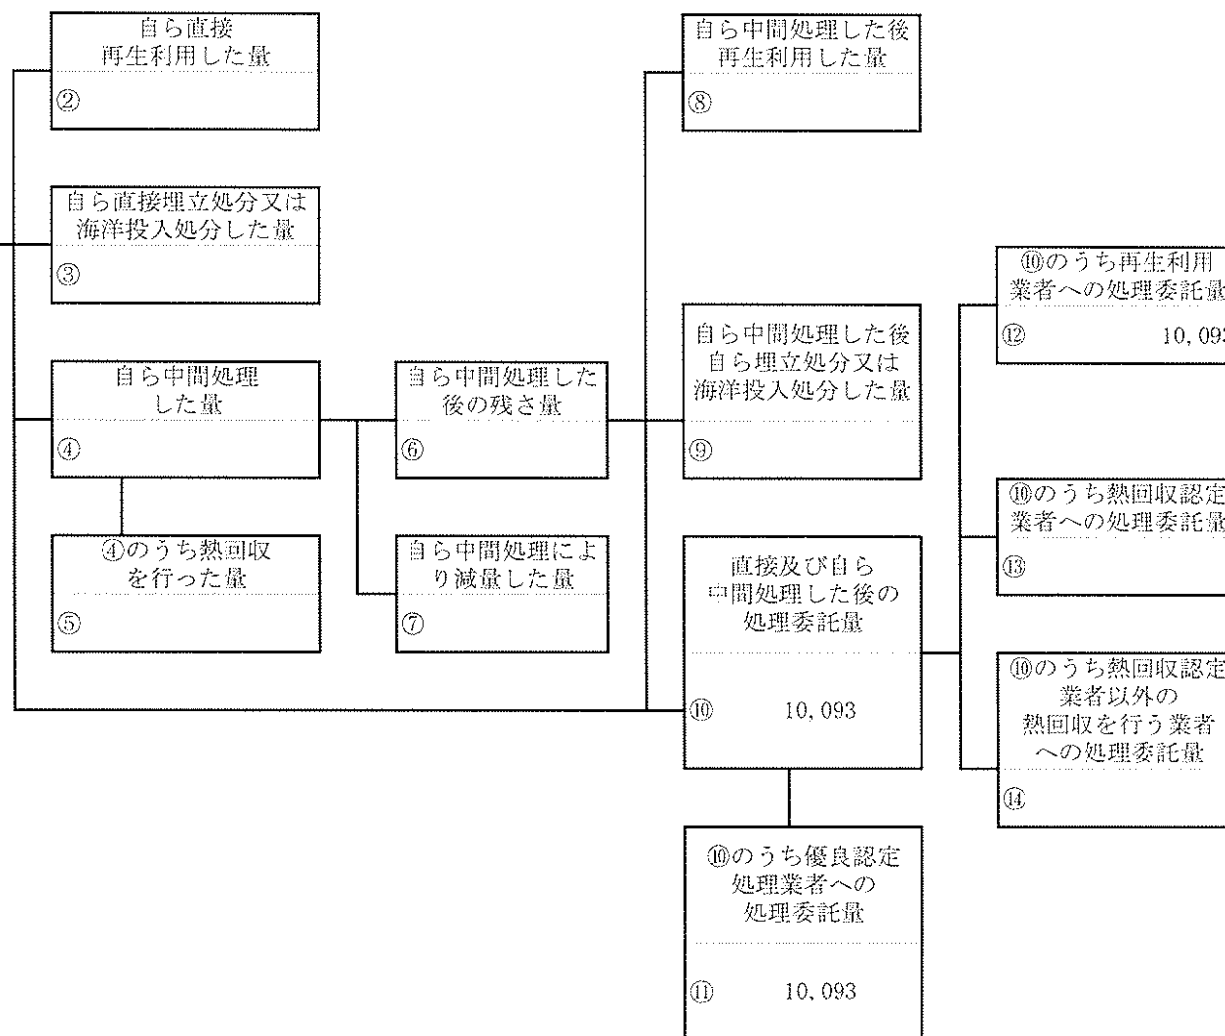 自ら直接
再生利用した量
②
自ら直接埋立処分又は
海洋投入処分した量
③
自ら中間処理
した量
④
④のうち熱回収
を行った量
⑤
自ら中間処理した
後の残さ量
⑥
自ら中間処理によ
り減量した量
⑦
自ら中間処理した後
再生利用した量
⑧
自ら中間処理した後
自ら埋立処分又は
海洋投入処分した量
⑨
直接及び自ら
中間処理した後の
処理委託量
⑩ 10,093
⑩のうち優良認定
処理業者への
処理委託量
⑪ 10,093
⑩のうち再生利用
業者への処理委託量
⑫ 10,093
⑩のうち熱回収認定
業者への処理委託量
⑬
⑩のうち熱回収認定
業者以外の
熱回収を行う業者
への処理委託量
⑭